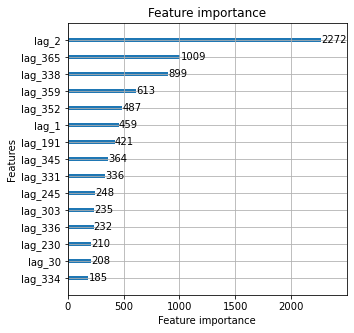 Feature importance
lag_2 2272
lag_365 1009
lag_338 899
lag_359 613
lag_352 487
lag_1 459
lag_191 421
lag_345 364
lag_331 336
lag_245 248
lag_303 235
lag_336 232
lag_230 210
lag_30 208
lag_334 185
Features
0 500 1000 1500 2000
Feature importance